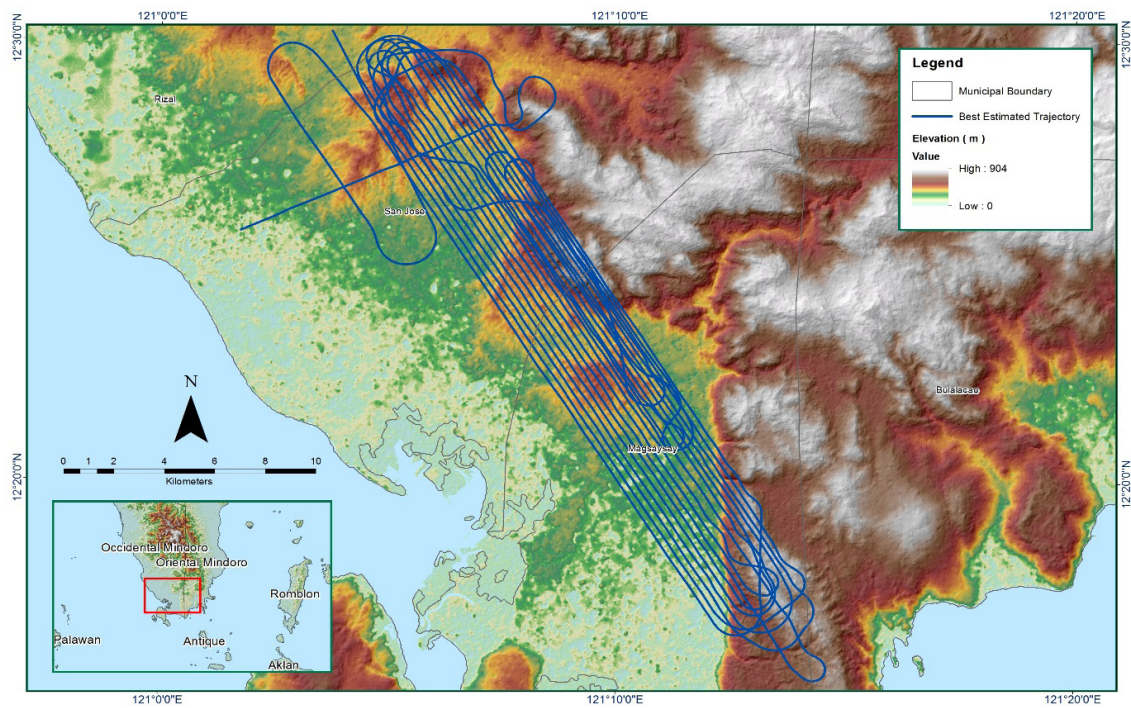 121°0'0"E
121°10'0"E
121°20'0"E
12°30'0"N
12°30'0"N
Legend
Municipal Boundary
Best Estimated Trajectory
Elevation ( m )
Value
High : 904
Low : 0
Rizal
San Jose
Bulalacao
Magsaysay
N
0 2 4 6 8 10
Kilometers
12°20'0"N
12°20'0"N
Occidental Mindoro
Oriental Mindoro
Romblon
Palawan
Antique
Aklan
121°0'0"E
121°10'0"E
121°20'0"E